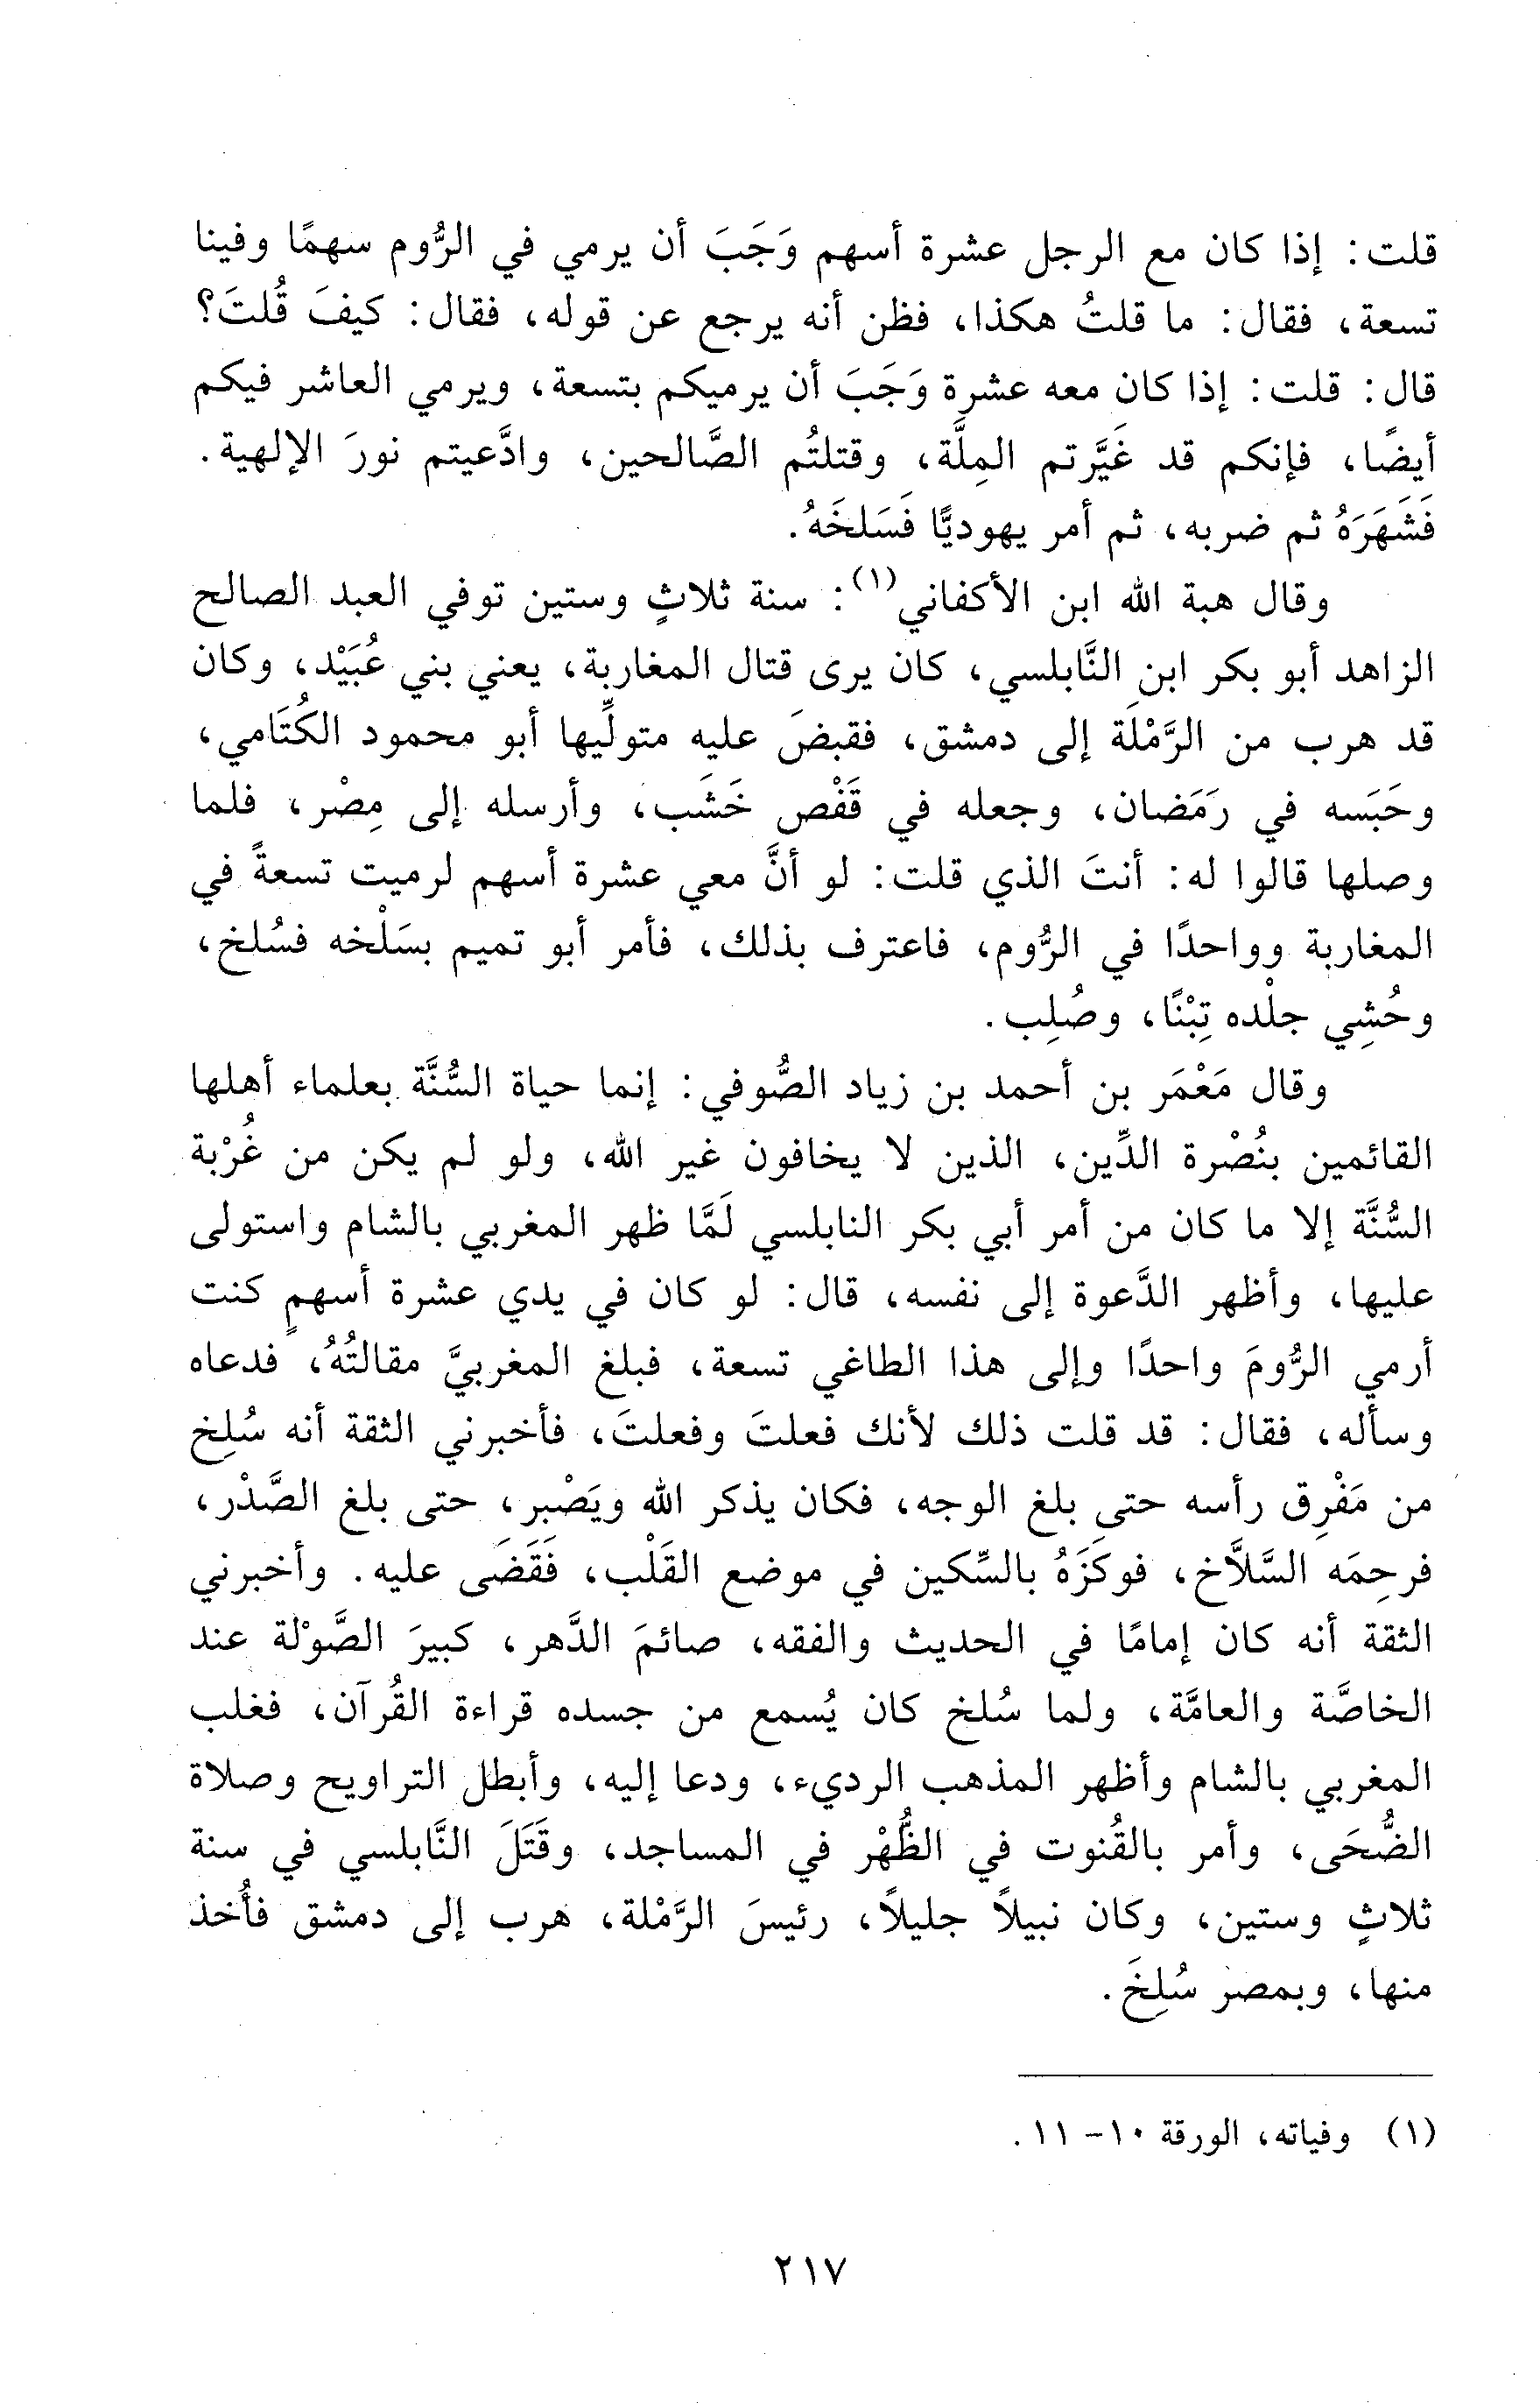 قلت: إذا كان مع الرجل عشرة أسهم وَجَبَ أن يرمي في الرُّوم سهمًا وفينا
تسعة، فقال: ما قلتُ هكذا، فظن أنه يرجع عن قوله، فقال: كيفَ قُلتَ؟
قال: قلت: إذا كان معه عشرة وَجَبَ أن يرميكم بتسعة، ويرمي العاشر فيكم
أيضًا، فإنكم قد غَيَّرتم المِلَّة، وقتلتُم الصَّالحين، وادَّعيتم نورَ الإلهية.
فَشَهَرَهُ ثم ضربه، ثم أمر يهوديًّا فَسَلخَهُ.
وقال هبة الله ابن الأكفاني(١): سنة ثلاثٍ وستين توفي العبد الصالح
الزاهد أبو بكر ابن النَّابلسي، كان يرى قتال المغاربة، يعني بني عُبَيْد، وكان
قد هرب من الرَّمْلَة إلى دمشق، فقبضَ عليه متولِّيها أبو محمود الكُتَامي،
وحَبَسه في رَمَضان، وجعله في قَفْص خَشَب، وأرسله إلى مِصْر، فلما
وصلها قالوا له: أنتَ الذي قلت: لو أنَّ معي عشرة أسهم لرميت تسعةً في
المغاربة وواحدًا في الرُّوم، فاعترف بذلك، فأمر أبو تميم بسَلْخه فسُلخ،
وحُشِي جلْده تِبْنًا، وصُلِب.
وقال مَعْمَر بن أحمد بن زياد الصُّوفي: إنما حياة السُّنَّة بعلماء أهلها
القائمين بنُصْرة الدِّين، الذين لا يخافون غير الله، ولو لم يكن من غُرْبة
السُّنَّة إلا ما كان من أمر أبي بكر النابلسي لَمَّا ظهر المغربي بالشام واستولى
عليها، وأظهر الدَّعوة إلى نفسه، قال: لو كان في يدي عشرة أسهمٍ كنت
أرمي الرُّومَ واحدًا وإلى هذا الطاغي تسعة، فبلغ المغربيَّ مقالتُهُ، فدعاه
وسأله، فقال: قد قلت ذلك لأنك فعلتَ وفعلتَ، فأخبرني الثقة أنه سُلِخ
من مَفْرِق رأسه حتى بلغ الوجه، فكان يذكر الله ويَصْبر، حتى بلغ الصَّدْر،
فرحِمَه السَّلاَّخ، فوكَزَهُ بالسِّكين في موضع القَلْب، فَقَضَى عليه. وأخبرني
الثقة أنه كان إمامًا في الحديث والفقه، صائمَ الدَّهر، كبيرَ الصَّوْلة عند
الخاصَّة والعامَّة، ولما سُلخ كان يُسمع من جسده قراءة القُرآن، فغلب
المغربي بالشام وأظهر المذهب الرديء، ودعا إليه، وأبطل التراويح وصلاة
الضُّحَى، وأمر بالقُنوت في الظُّهْر في المساجد، وقَتَلَ النَّابلسي في سنة
ثلاثٍ وستين، وكان نبيلاً جليلاً، رئيسَ الرَّمْلة، هرب إلى دمشق فأُخذ
منها، وبمصر سُلِخَ.
(١) وفياته، الورقة ١٠- ١١.
٢١٧